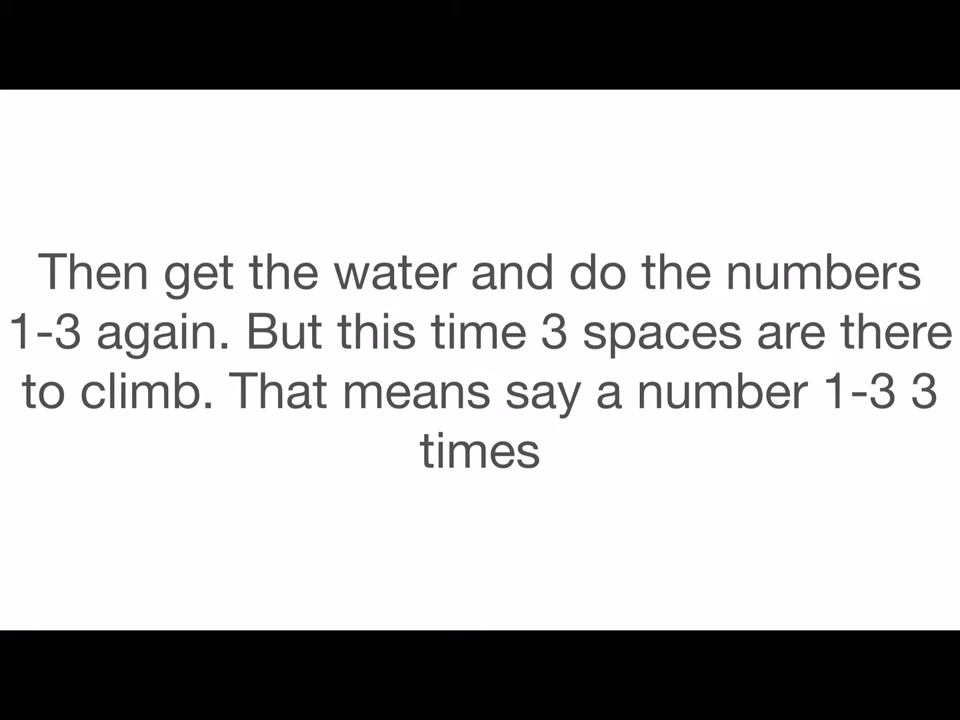 Then get the water and do the numbers
1-3 again. But this time 3 spaces are there
to climb. That means say a number 1-3 3
times